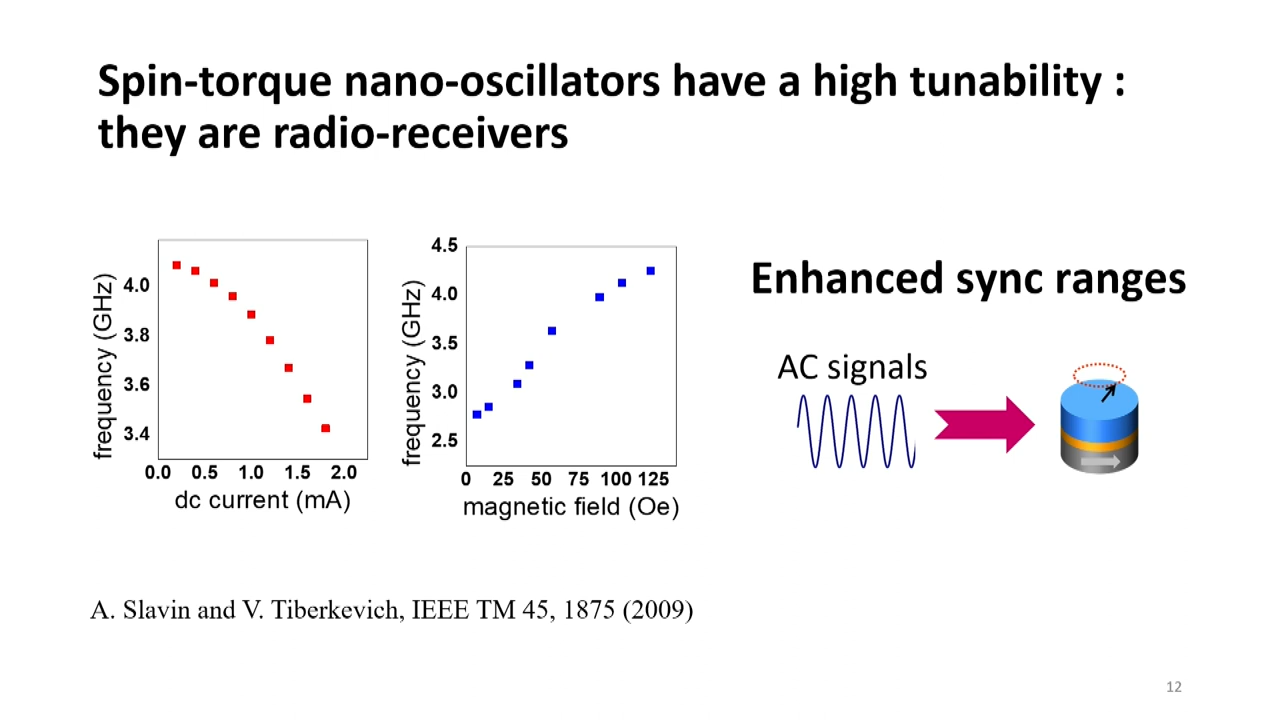 Spin-torque nano-oscillators have a high tunability :
they are radio-receivers
frequency (GHz)
4.0
3.8
3.6
3.4
0.0 0.5 1.0 1.5 2.0
dc current (mA)
frequency (GHz)
4.5
4.0
3.5
3.0
2.5
0 25 50 75 100 125
magnetic field (Oe)
Enhanced sync ranges
AC signals
A. Slavin and V. Tiberkevich, IEEE TM 45, 1875 (2009)
12